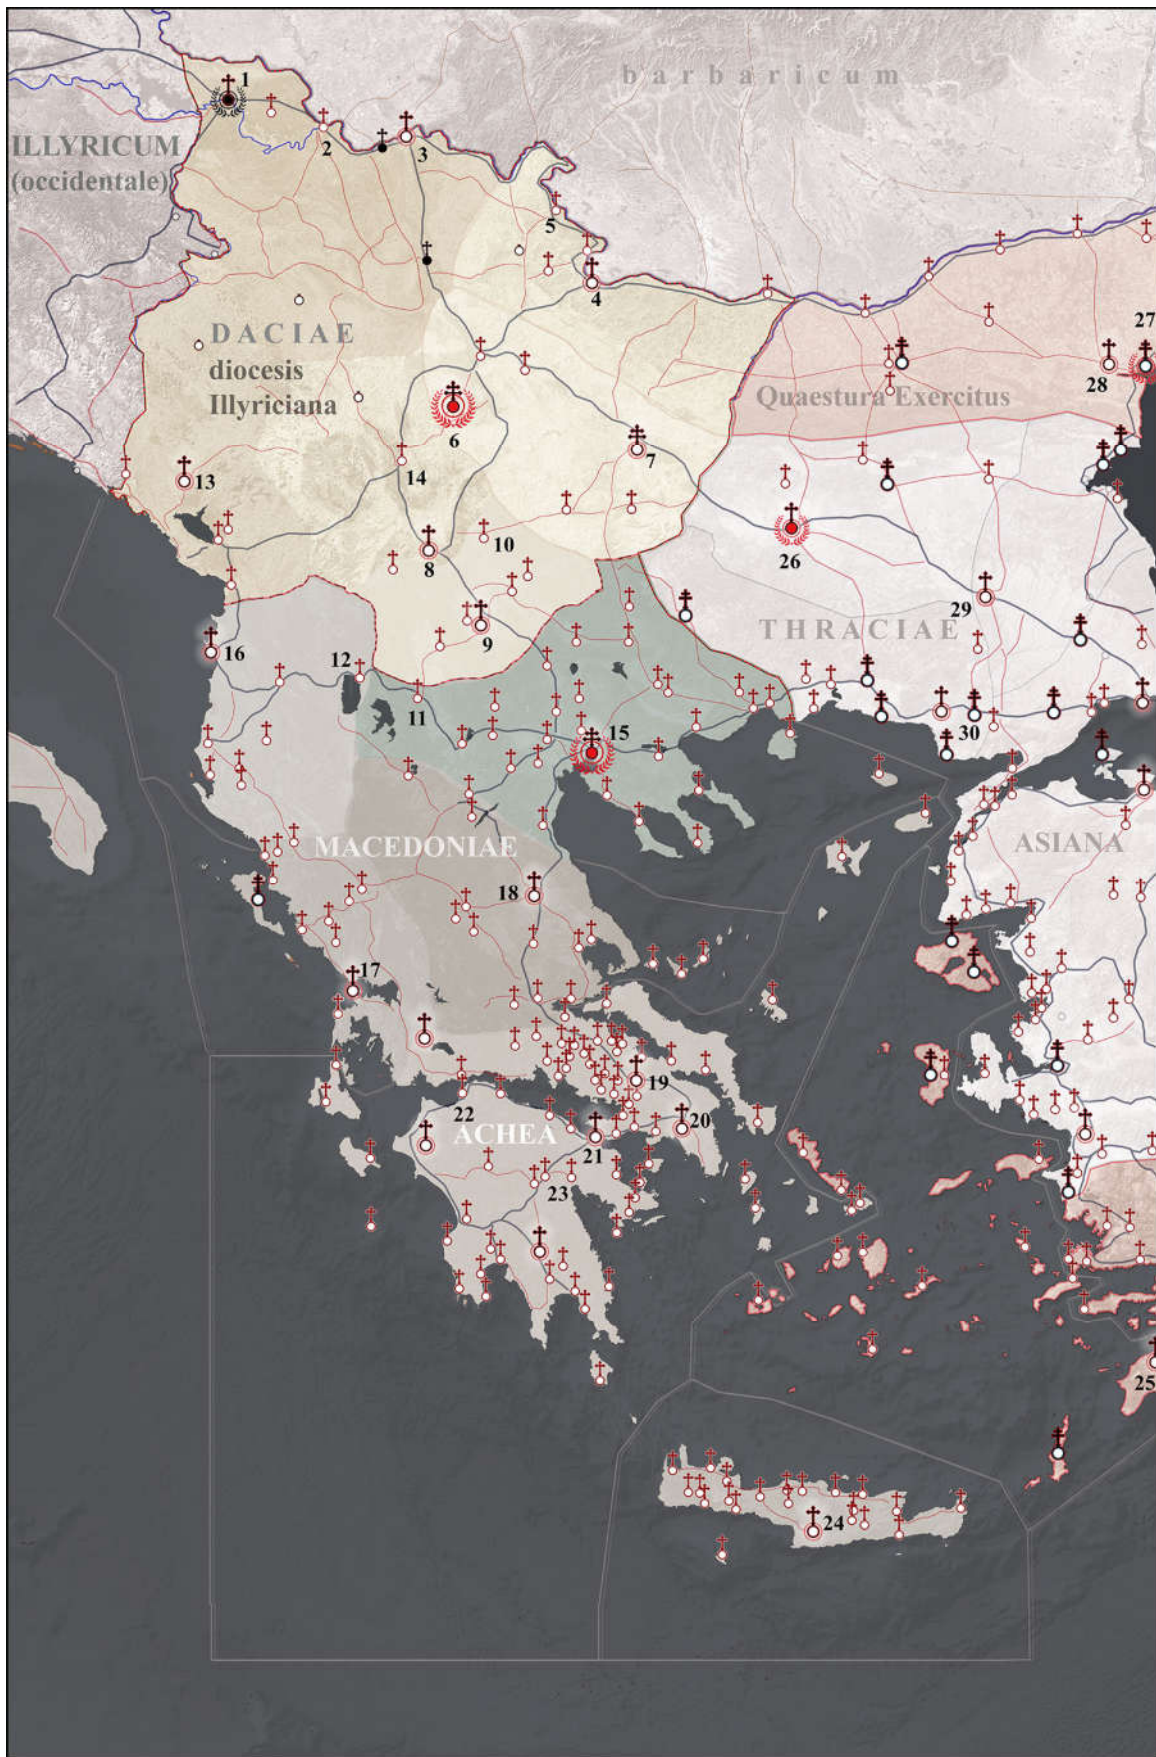 barbaricum
1
ILLYRICUM
(occidentale)
2
3
5
4
DACIAE
diocesis
Illyriciana
27
28
Quaestura Exercitus
6
7
13
14
10
26
8
29
9
THRACIAE
16
12
11
15
30
MACEDONIAE
ASIANA
18
17
19
22
20
ACHEA
21
23
25
24